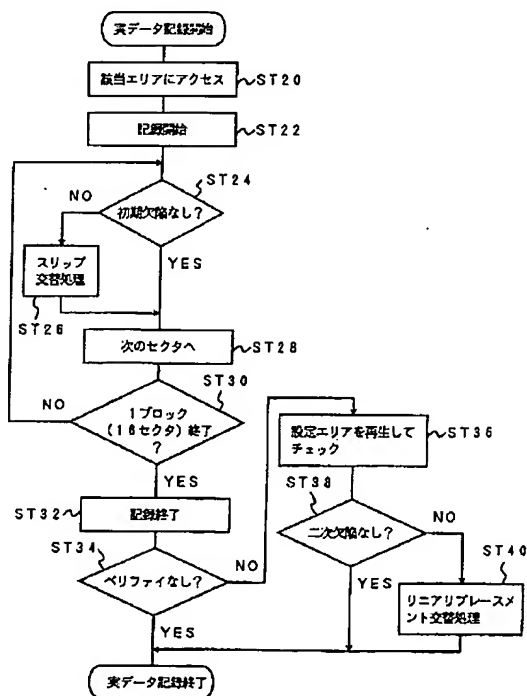 実データ記録開始
該当エリアにアクセス
ST20
記録開始
ST22
ST24
NO
初期欠陥なし？
スリップ
交替処理
YES
ST26
次のセクタへ
ST28
ST30
NO
1ブロック
(16セクタ)終了
？
YES
設定エリアを再生して
チェック
ST36
ST32
記録終了
ST38
二次欠陥なし？
NO
ST34
ベリファイなし？
NO
ST40
YES
リニアリプレースメ
ント交替処理
YES
実データ記録終了